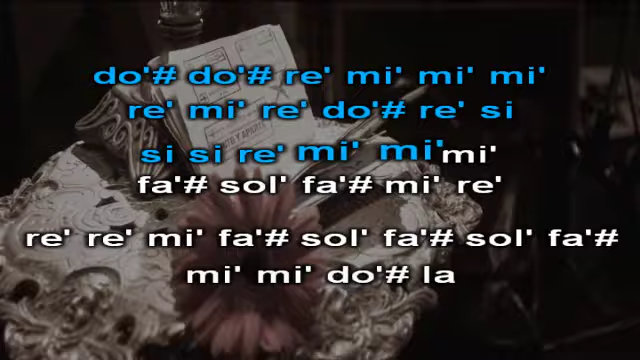 do'# do'# re' mi' mi' mi'
re' mi' re' do'# re' si
si si re' mi' mi' mi'
fa'# sol' fa'# mi' re'
re' re' mi' fa'# sol' fa'# sol' fa'#
mi' mi' do'# la